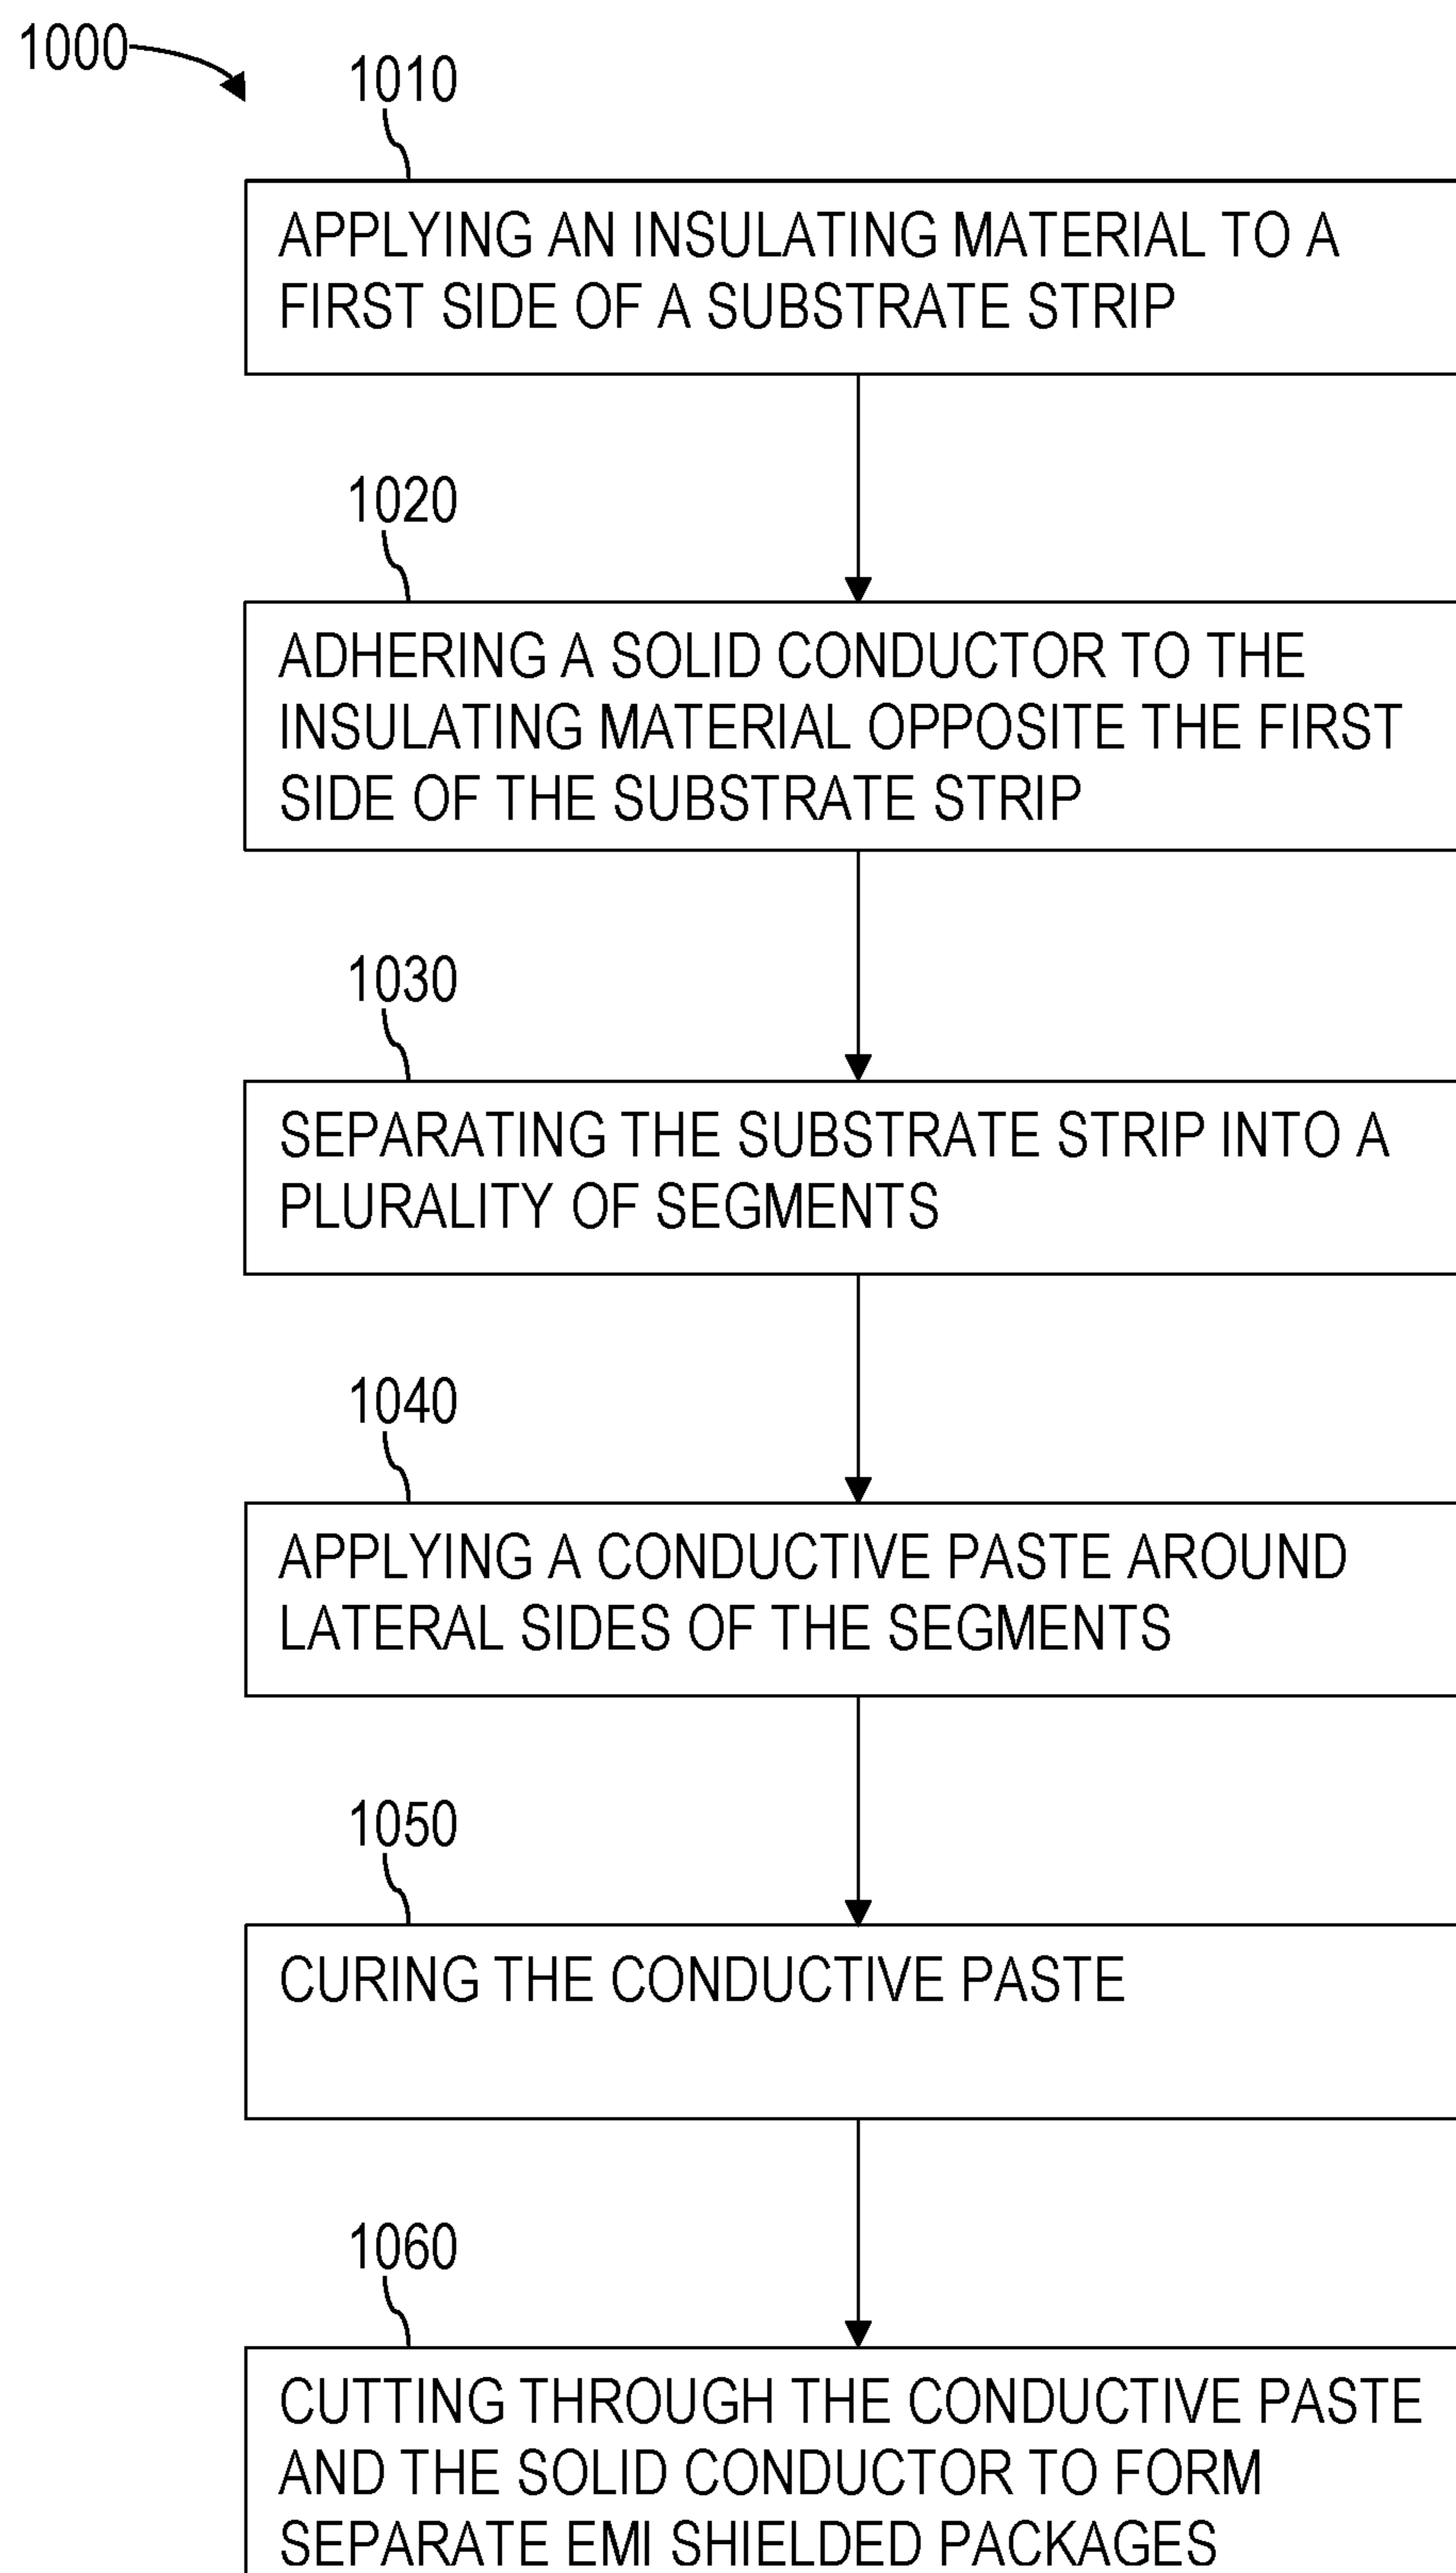 1000
1010
APPLYING AN INSULATING MATERIAL TO A
FIRST SIDE OF A SUBSTRATE STRIP
1020
ADHERING A SOLID CONDUCTOR TO THE
INSULATING MATERIAL OPPOSITE THE FIRST
SIDE OF THE SUBSTRATE STRIP
1030
SEPARATING THE SUBSTRATE STRIP INTO A
PLURALITY OF SEGMENTS
1040
APPLYING A CONDUCTIVE PASTE AROUND
LATERAL SIDES OF THE SEGMENTS
1050
CURING THE CONDUCTIVE PASTE
1060
CUTTING THROUGH THE CONDUCTIVE PASTE
AND THE SOLID CONDUCTOR TO FORM
SEPARATE EMI SHIELDED PACKAGES